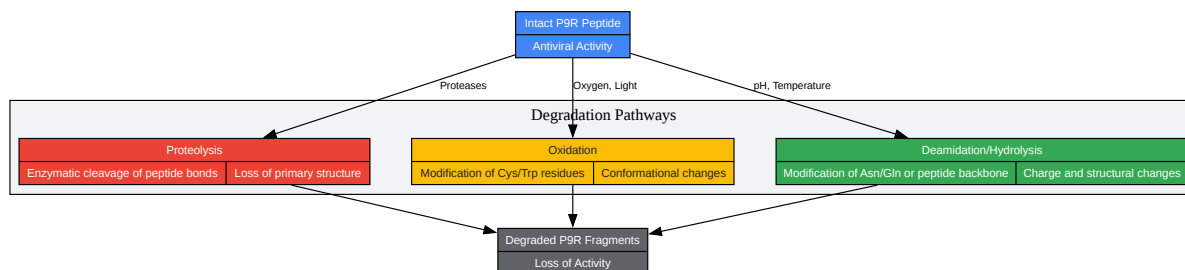 Intact P9R Peptide
Antiviral Activity
Proteases
Oxygen, Light
pH, Temperature
Degradation Pathways
Proteolysis
Enzymatic cleavage of peptide bonds
Loss of primary structure
Oxidation
Modification of Cys/Trp residues
Conformational changes
Deamidation/Hydrolysis
Modification of Asn/Gln or peptide backbone
Charge and structural changes
Degraded P9R Fragments
Loss of Activity